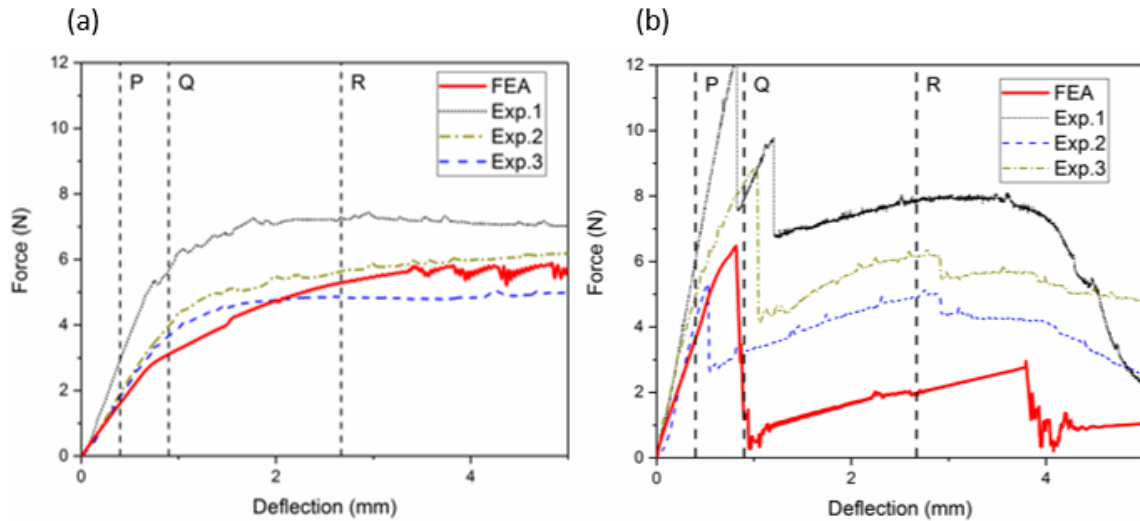 (a)
12
10
8
6
4
2
0
Force (N)
0
2
4
Deflection (mm)
P
Q
R
FEA
Exp.1
Exp.2
Exp.3
(b)
12
10
8
6
4
2
0
Force (N)
0
2
4
Deflection (mm)
P
Q
R
FEA
Exp.1
Exp.2
Exp.3